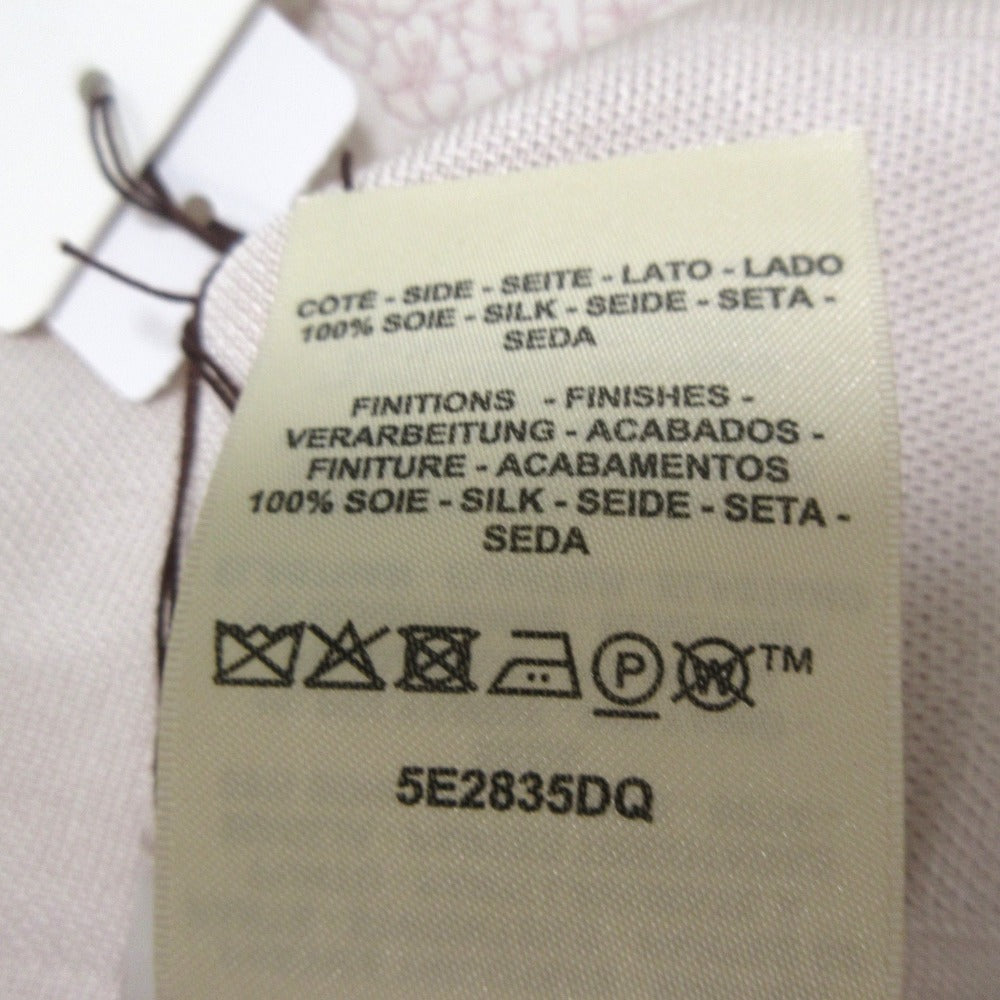 CÔTÉ - SIDE - SEITE - LATO - LADO
100% SOIE - SILK - SEIDE - SETA -
SEDA
FINITIONS - FINISHES -
VERARBEITUNG - ACABADOS -
FINITURE - ACABAMENTOS
100% SOIE - SILK - SEIDE - SETA -
SEDA
P W TM
5E2835DQ